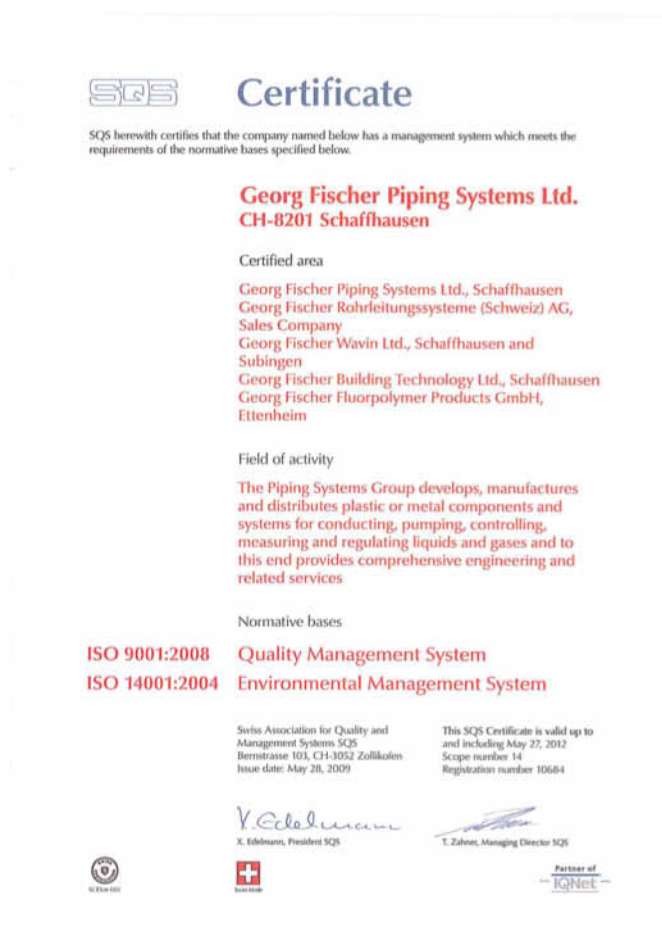 SQS
Certificate
SQS herewith certifies that the company named below has a management system which meets the
requirements of the normative bases specified below.
Georg Fischer Piping Systems Ltd.
CH-8201 Schaffhausen
Certified area
Georg Fischer Piping Systems Ltd., Schaffhausen
Georg Fischer Rohrleitungssysteme (Schweiz) AG,
Sales Company
Georg Fischer Wavin Ltd., Schaffhausen and
Subingen
Georg Fischer Building Technology Ltd., Schaffhausen
Georg Fischer Fluorpolymer Products GmbH,
Ettenheim
Field of activity
The Piping Systems Group develops, manufactures
and distributes plastic or metal components and
systems for conducting, pumping, controlling,
measuring and regulating liquids and gases and to
this end provides comprehensive engineering and
related services
Normative bases
ISO 9001:2008 Quality Management System
ISO 14001:2004 Environmental Management System
Swiss Association for Quality and
Management Systems SQS
Bernstrasse 103, CH-3052 Zollikofen
Issue date: May 28, 2009
This SQS Certificate is valid up to
and including May 27, 2012
Scope number 14
Registration number 10684
X. Edelmann
X. Edelmann, President SQS
T. Zahner, Managing Director SQS
Swiss Made
Partner of
IQNet